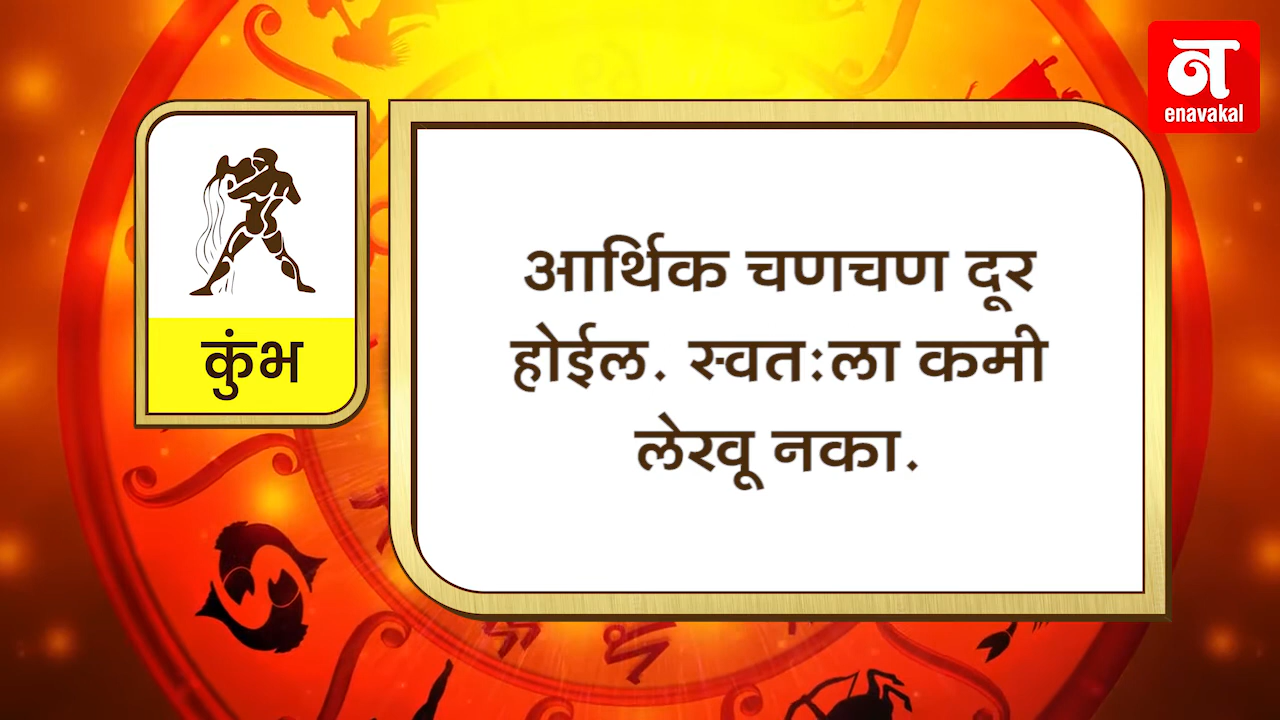 न
enavakal
कुंभ
आर्थिक चणचण दूर
होईल. स्वतःला कमी
लेखू नका.